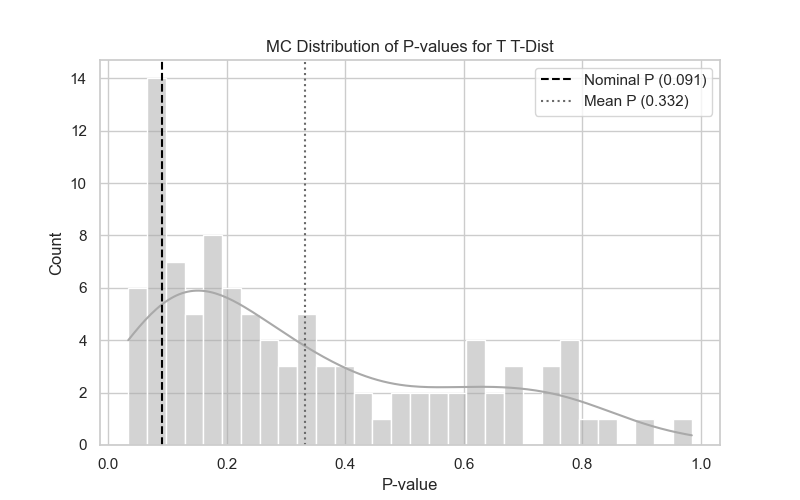 MC Distribution of P-values for T T-Dist
Nominal P (0.091)
Mean P (0.332)
14
12
10
8
6
4
2
0
Count
0.0 0.2 0.4 0.6 0.8 1.0
P-value